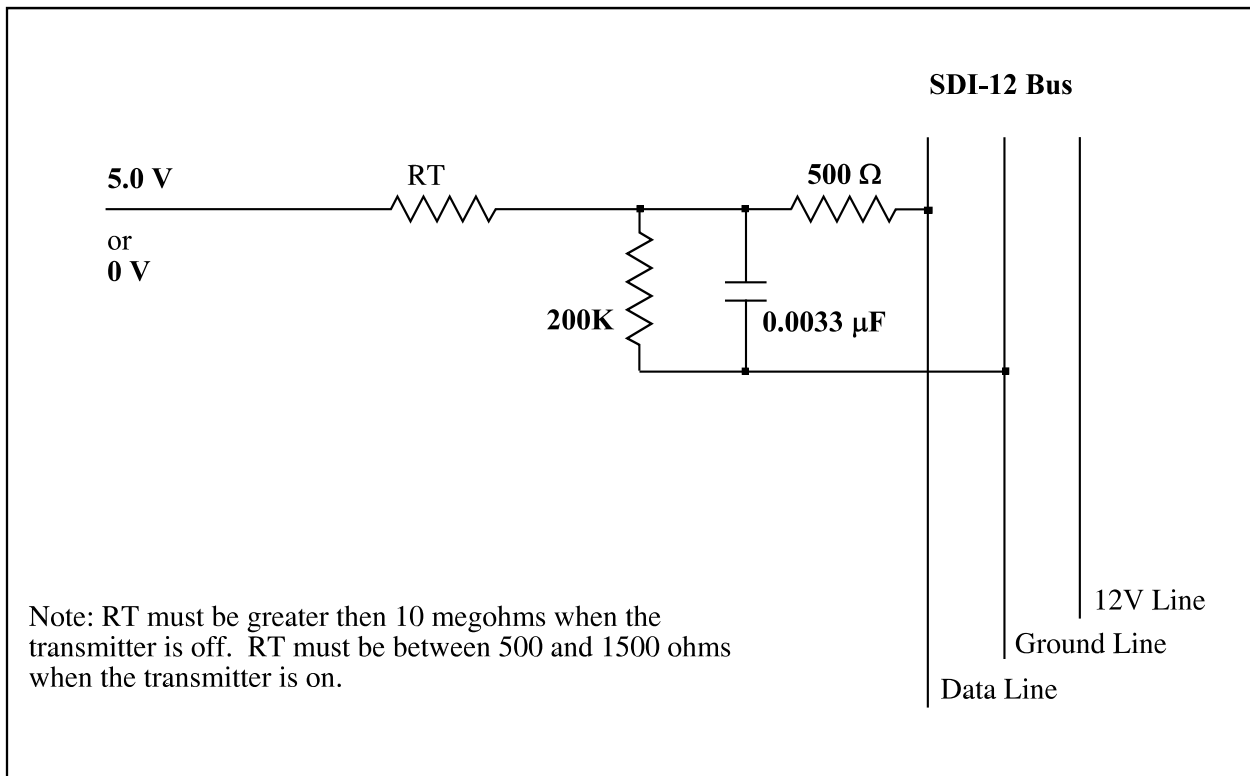 SDI-12 Bus
5.0 V
RT
500 Ω
or
0 V
200K
0.0033 μF
12V Line
Note: RT must be greater then 10 megohms when the
transmitter is off. RT must be between 500 and 1500 ohms
when the transmitter is on.
Ground Line
Data Line